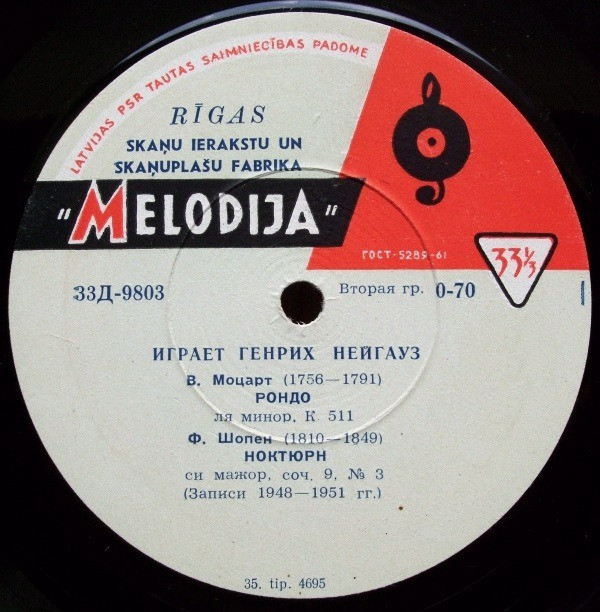 LATVIJAS PSR TAUTAS SAIMNIECĪBAS PADOME
RĪGAS
SKAŅU IERAKSTU UN
SKAŅUPLAŠU FABRIKA
"MELODIJA"
ГОСТ-5289-61
33⅓
33Д-9803
Вторая гр. 0-70
ИГРАЕТ ГЕНРИХ НЕЙГАУЗ
В. Моцарт (1756—1791)
РОНДО
ля минор, К 511
Ф. Шопен (1810—1849)
НОКТЮРН
си мажор, соч. 9, № 3
(Записи 1948—1951 гг.)
35. tip. 4695